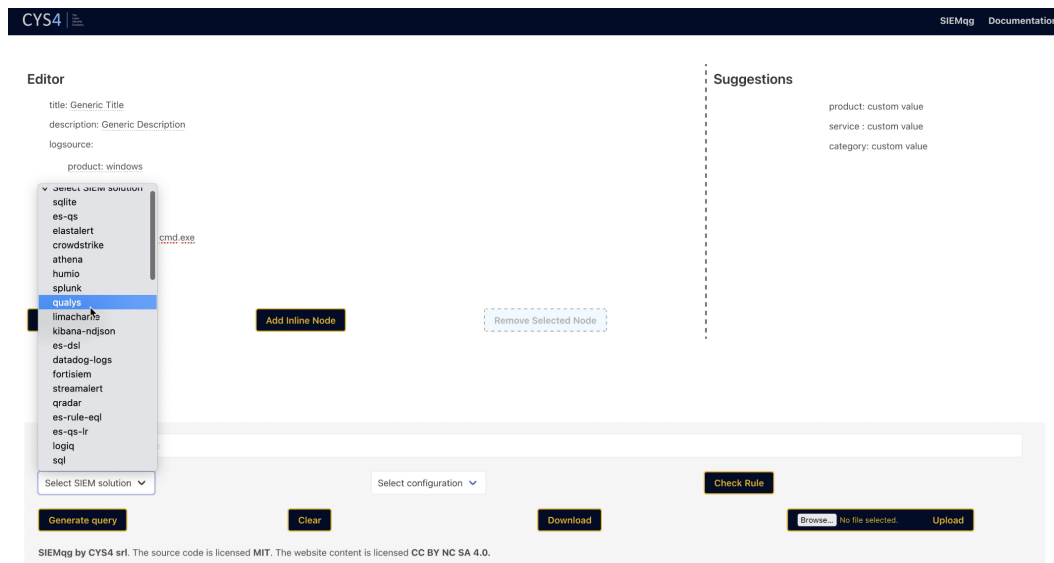 CYS4
SIEMqg Documentation
Editor
title: Generic Title
description: Generic Description
logsource:
product: windows
Suggestions
product: custom value
service : custom value
category: custom value
Select SIEM solution
sqlite
es-qs
elastalert
crowdstrike
athena
humio
splunk
qualys
limacharlie
kibana-ndjson
es-dsl
datadog-logs
fortisiem
streamalert
qradar
es-rule-eql
es-qs-lr
logiq
sql
cmd.exe
Add Inline Node
Remove Selected Node
Select SIEM solution
Select configuration
Check Rule
Generate query
Clear
Download
Browse... No file selected. Upload
SIEMqg by CYS4 srl. The source code is licensed MIT. The website content is licensed CC BY NC SA 4.0.